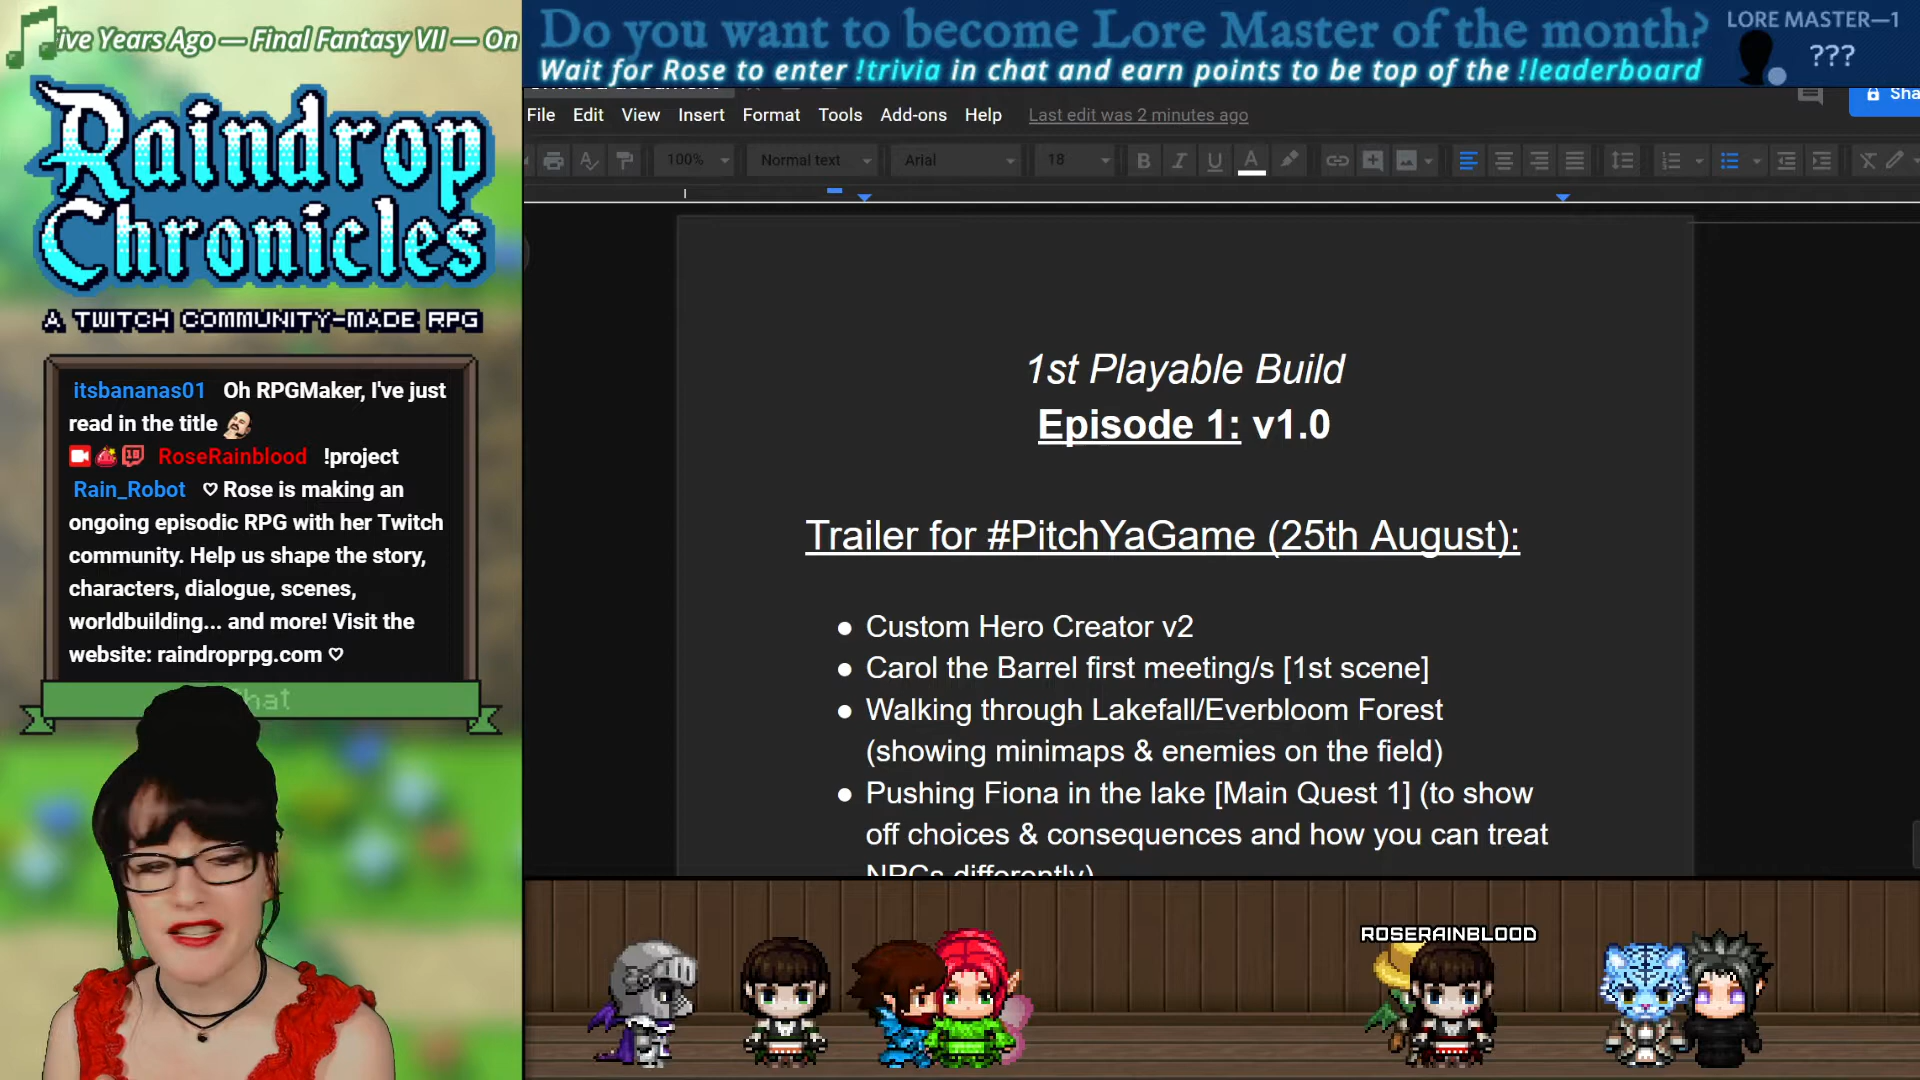 ive Years Ago — Final Fantasy VII — On
Raindrop
Chronicles
A TWITCH COMMUNITY-MADE RPG
itsbananas01 Oh RPGMaker, I've just
read in the title
RoseRainblood !project
Rain_Robot ♡ Rose is making an
ongoing episodic RPG with her Twitch
community. Help us shape the story,
characters, dialogue, scenes,
worldbuilding... and more! Visit the
website: raindroprpg.com ♡
hat
Do you want to become Lore Master of the month?
Wait for Rose to enter !trivia in chat and earn points to be top of the !leaderboard
LORE MASTER—1
???
File Edit View Insert Format Tools Add-ons Help Last edit was 2 minutes ago
Sha
100% Normal text Arial 18
1st Playable Build
Episode 1: v1.0
Trailer for #PitchYaGame (25th August):
● Custom Hero Creator v2
● Carol the Barrel first meeting/s [1st scene]
● Walking through Lakefall/Everbloom Forest
(showing minimaps & enemies on the field)
● Pushing Fiona in the lake [Main Quest 1] (to show
off choices & consequences and how you can treat
NPCs differently)
ROSERAINBLOOD